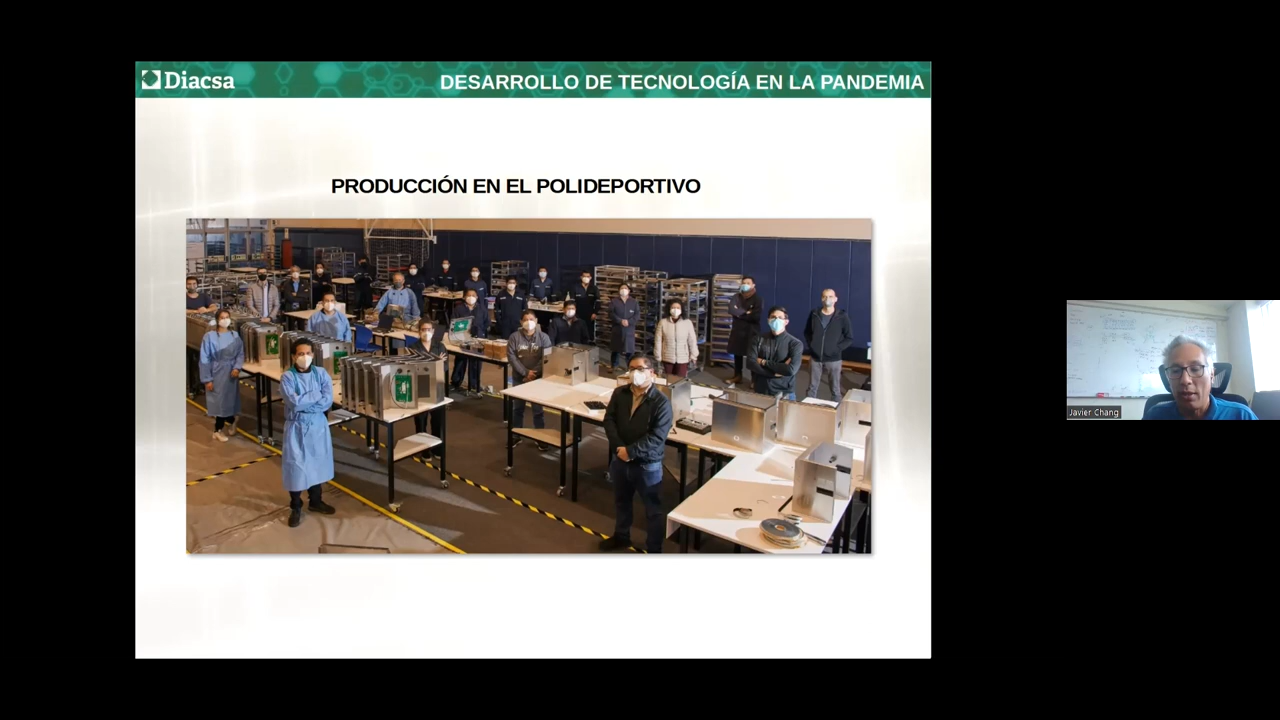 Diacsa
DESARROLLO DE TECNOLOGÍA EN LA PANDEMIA
PRODUCCIÓN EN EL POLIDEPORTIVO
Javier Chang